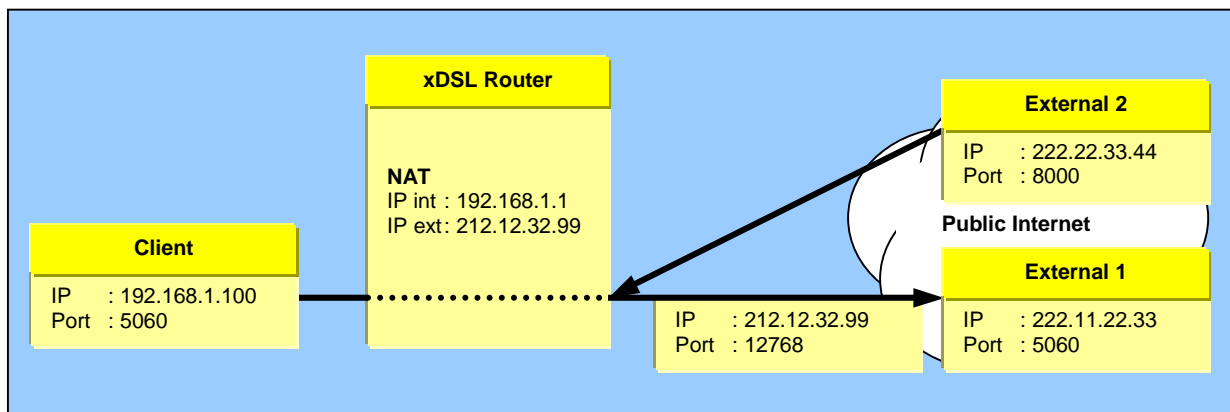 xDSL Router
NAT
IP int : 192.168.1.1
IP ext : 212.12.32.99
Client
IP : 192.168.1.100
Port : 5060
External 2
IP : 222.22.33.44
Port : 8000
Public Internet
External 1
IP : 222.11.22.33
Port : 5060
IP : 212.12.32.99
Port : 12768